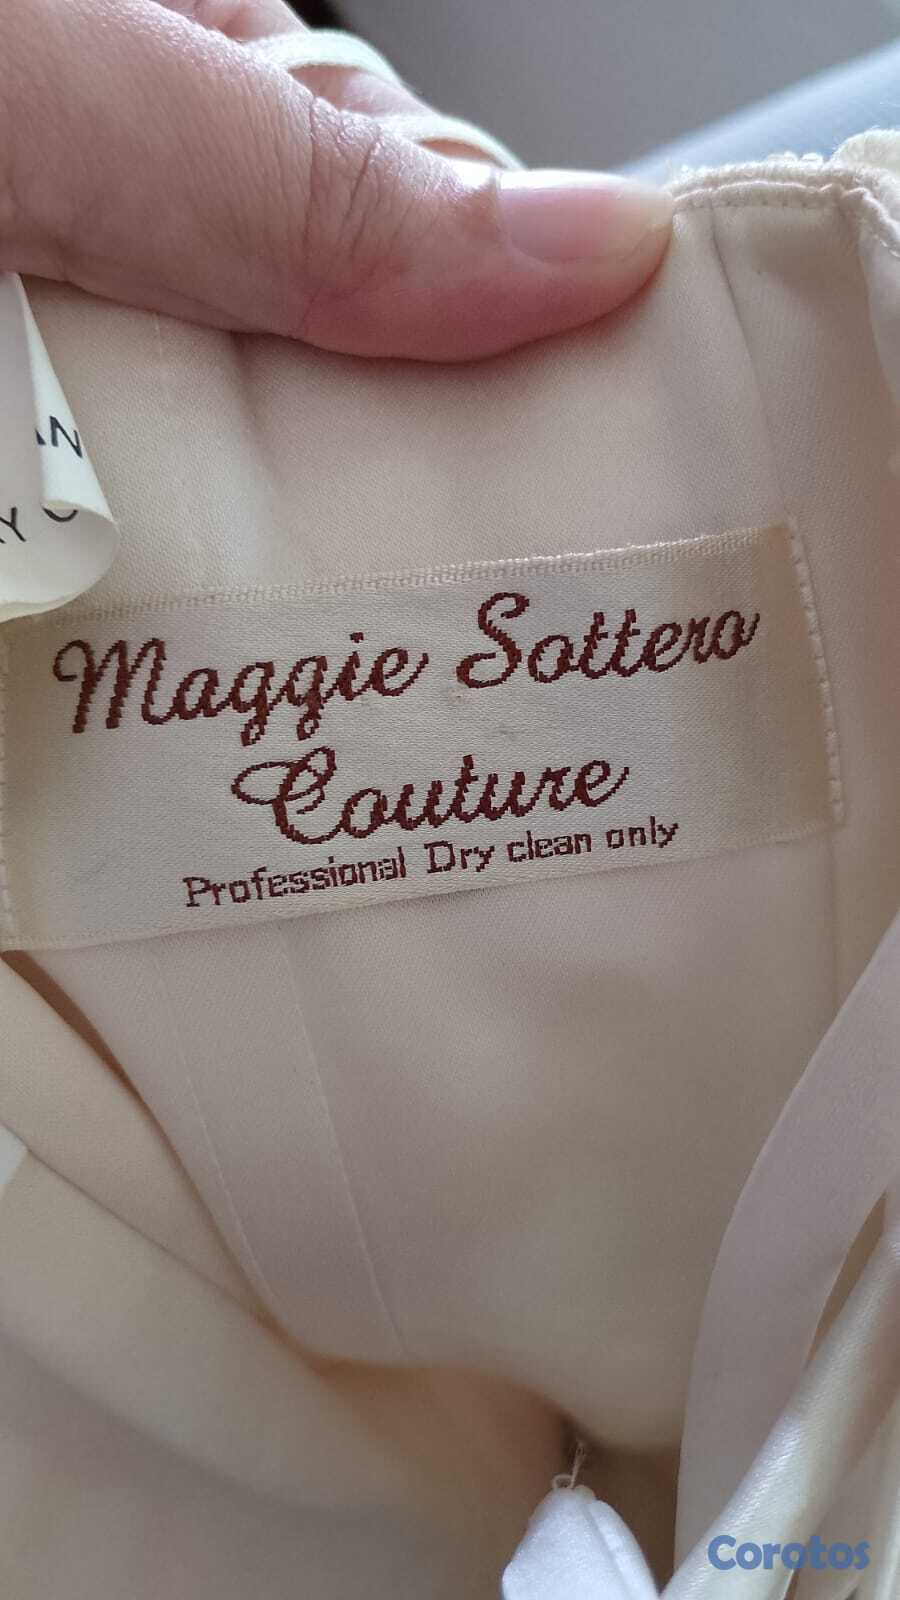 Maggie Sottero
Couture
Professional Dry clean only
Corotos